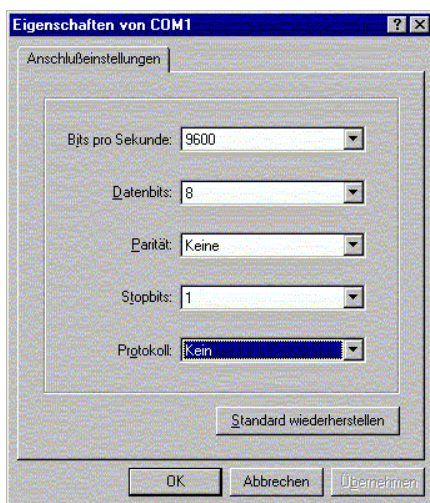 Eigenschaften von COM1
Anschlußeinstellungen
Bits pro Sekunde: 9600
Datenbits: 8
Parität: Keine
Stopbits: 1
Protokoll: Kein
Standard wiederherstellen
OK Abbrechen Übernehmen